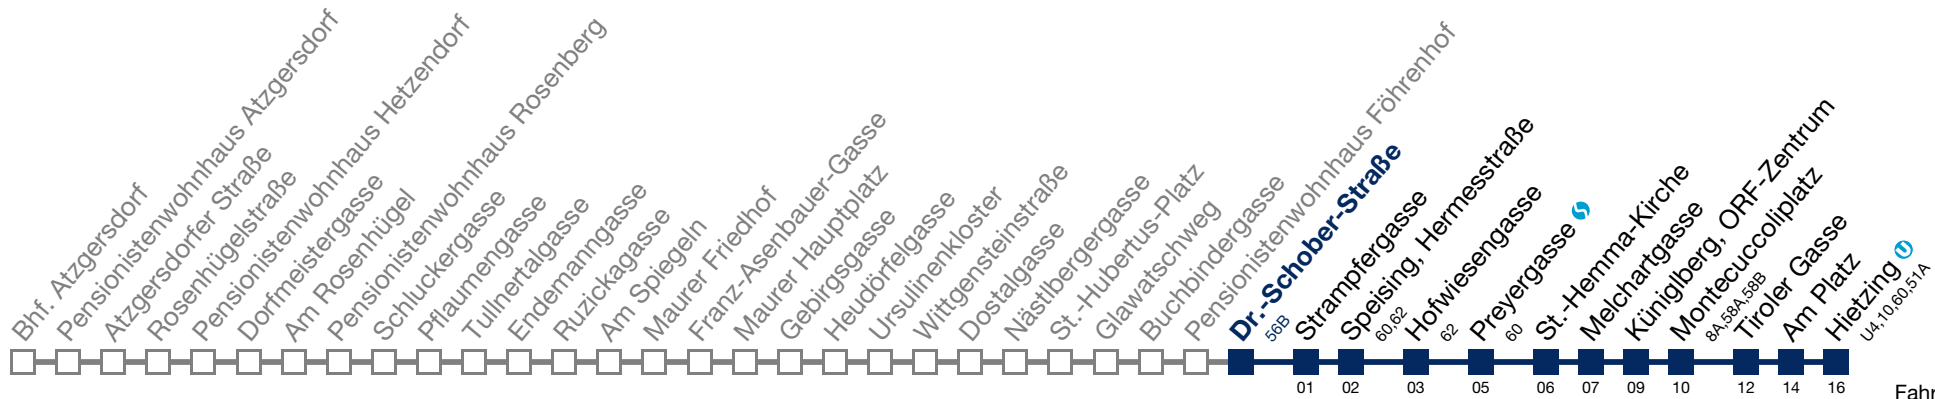 Bhf. Atzgersdorf
Pensionistenwohnhaus Atzgersdorf
Atzgersdorfer Straße
Rosenhügelstraße
Pensionistenwohnhaus Hetzendorf
Dorfmeistergasse
Am Rosenhügel
Pensionistenwohnhaus Rosenberg
Schluckergasse
Pflaumengasse
Tullnertalgasse
Endemanngasse
Ruzickagasse
Am Spiegeln
Maurer Friedhof
Franz-Asenbauer-Gasse
Maurer Hauptplatz
Gebirgsgasse
Heudörfelgasse
Ursulinenkloster
Wittgensteinstraße
Dostalgasse
Nästlbergergasse
St.-Hubertus-Platz
Glawatschweg
Buchbindergasse
Pensionistenwohnhaus Föhrenhof
Dr.-Schober-Straße
56B
Strampfergasse
Speising, Hermesstraße
60,62
Hofwiesengasse
62
Preyergasse S
60
St.-Hemma-Kirche
Melchartgasse
Küniglberg, ORF-Zentrum
Montecuccoliplatz
8A,58A,58B
Tiroler Gasse
Am Platz
Hietzing U
U4,10,60,51A
01 02 03 05 06 07 09 10 12 14 16
Fahr